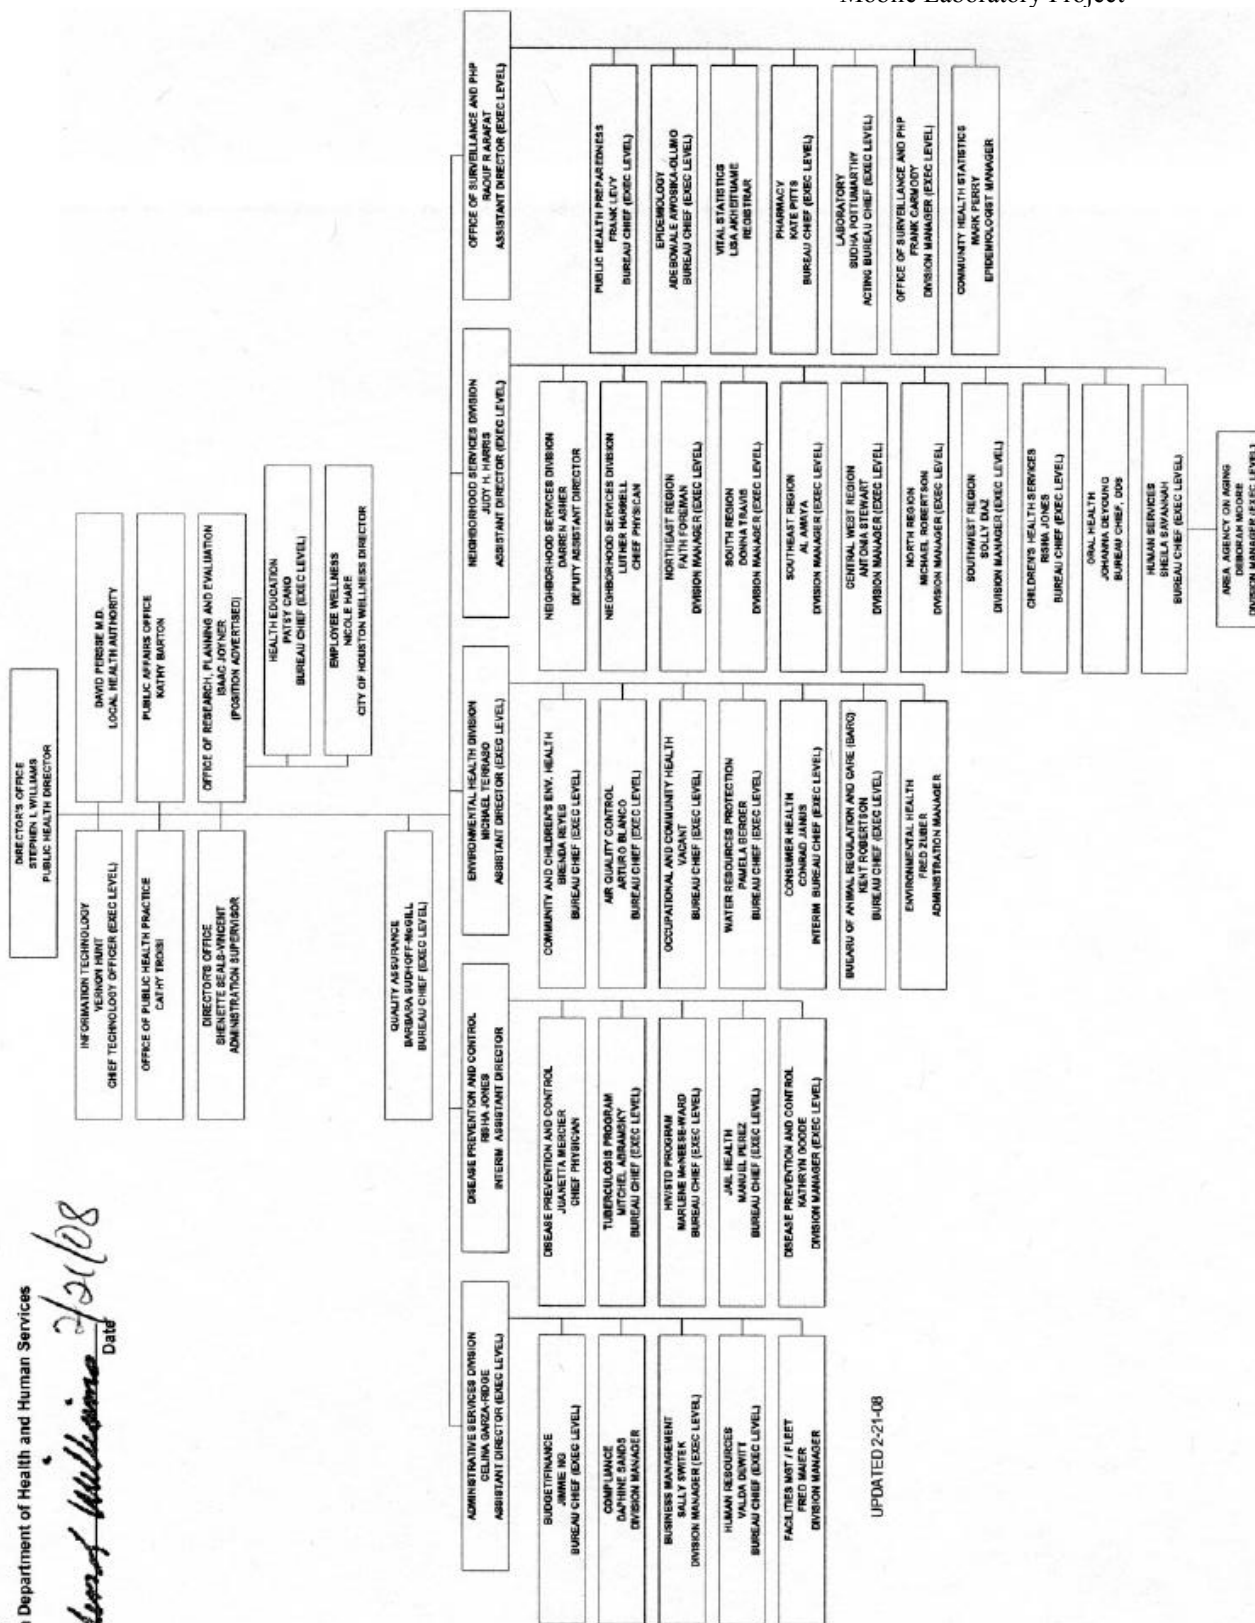 Mobile Laboratory Project
Department of Health and Human Services
2/21/08
Date
DIRECTOR'S OFFICE
STEPHEN L WILLIAMS
PUBLIC HEALTH DIRECTOR
INFORMATION TECHNOLOGY
VERNON HUNT
CHIEF TECHNOLOGY OFFICER (EXEC LEVEL)
DAVID PERSSE M.D.
LOCAL HEALTH AUTHORITY
OFFICE OF PUBLIC HEALTH PRACTICE
CATHY TROISI
PUBLIC AFFAIRS OFFICE
KATHY BARTON
DIRECTOR'S OFFICE
SHENETTE SEALS-VINCENT
ADMINISTRATION SUPERVISOR
OFFICE OF RESEARCH, PLANNING AND EVALUATION
ISAAC JOYNER
(POSITION ADVERTISED)
HEALTH EDUCATION
PATSY CANO
BUREAU CHIEF (EXEC LEVEL)
EMPLOYEE WELLNESS
NICOLE HARE
CITY OF HOUSTON WELLNESS DIRECTOR
QUALITY ASSURANCE
BARBARA SUDHOFF-McGILL
BUREAU CHIEF (EXEC LEVEL)
ADMINISTRATIVE SERVICES DIVISION
CELINA GARZA-RIDGE
ASSISTANT DIRECTOR (EXEC LEVEL)
BUDGET/FINANCE
JIMMIE NG
BUREAU CHIEF (EXEC LEVEL)
COMPLIANCE
DAPHINE SANDS
DIVISION MANAGER
BUSINESS MANAGEMENT
SALLY SWITEK
DIVISION MANAGER (EXEC LEVEL)
HUMAN RESOURCES
VALDA DEWITT
BUREAU CHIEF (EXEC LEVEL)
FACILITIES MGT / FLEET
FRED MAIER
DIVISION MANAGER
DISEASE PREVENTION AND CONTROL
RISHA JONES
INTERIM ASSISTANT DIRECTOR
DISEASE PREVENTION AND CONTROL
JUANETTA MERCIER
CHIEF PHYSICIAN
TUBERCULOSIS PROGRAM
MITCHEL ABRAMSKY
BUREAU CHIEF (EXEC LEVEL)
HIV/STD PROGRAM
MARLENE McNEESE-WARD
BUREAU CHIEF (EXEC LEVEL)
JAIL HEALTH
MANUEL PEREZ
BUREAU CHIEF (EXEC LEVEL)
DISEASE PREVENTION AND CONTROL
KATHRYN GOODE
DIVISION MANAGER (EXEC LEVEL)
ENVIRONMENTAL HEALTH DIVISION
MICHAEL TERRASO
ASSISTANT DIRECTOR (EXEC LEVEL)
COMMUNITY AND CHILDREN'S ENV. HEALTH
BRENDA REYES
BUREAU CHIEF (EXEC LEVEL)
AIR QUALITY CONTROL
ARTURO BLANCO
BUREAU CHIEF (EXEC LEVEL)
OCCUPATIONAL AND COMMUNITY HEALTH
VACANT
BUREAU CHIEF (EXEC LEVEL)
WATER RESOURCES PROTECTION
PAMELA BERGER
BUREAU CHIEF (EXEC LEVEL)
CONSUMER HEALTH
CONRAD JANUS
INTERIM BUREAU CHIEF (EXEC LEVEL)
BUEARU OF ANIMAL REGULATION AND CARE (BARC)
KENT ROBERTSON
BUREAU CHIEF (EXEC LEVEL)
ENVIRONMENTAL HEALTH
FRED ZUBER
ADMINISTRATION MANAGER
NEIGHBORHOOD SERVICES DIVISION
JUDY H. HARRIS
ASSISTANT DIRECTOR (EXEC LEVEL)
NEIGHBORHOOD SERVICES DIVISION
DARREN ASHER
DEPUTY ASSISTANT DIRECTOR
NIEGHBORHOOD SERVICES DIVISION
LUTHER HARRELL
CHIEF PHYSICAN
NORTHEAST REGION
FAITH FOREMAN
DIVISION MANAGER (EXEC LEVEL)
SOUTH REGION
DONNA TRAVIS
DIVISION MANAGER (EXEC LEVEL)
SOUTHEAST REGION
AL AMAYA
DIVISION MANAGER (EXEC LEVEL)
CENTRAL WEST REGION
ANTONIA STEWART
DIVISION MANAGER (EXEC LEVEL)
NORTH REGION
MICHAEL ROBERTSON
DIVISION MANAGER (EXEC LEVEL)
SOUTHWEST REGION
SOLLY DIAZ
DIVISION MANAGER (EXEC LEVEL)
CHILDREN'S HEALTH SERVICES
RISHA JONES
BUREAU CHIEF (EXEC LEVEL)
ORAL HEALTH
JOHANNA DEYOUNG
BUREAU CHIEF, DDS
HUMAN SERVICES
SHEILA SAVANNAH
BUREAU CHIEF (EXEC LEVEL)
AREA AGENCY ON AGING
DEBORAH MOORE
DIVISION MANAGER (EXEC LEVEL)
OFFICE OF SURVEILLANCE AND PHP
RAOUF R ARAFAT
ASSISTANT DIRECTOR (EXEC LEVEL)
PUBLIC HEALTH PREPAREDNESS
FRANK LEVY
BUREAU CHIEF (EXEC LEVEL)
EPIDEMIOLOGY
ADEBOWALE AWOSIKA-OLUMO
BUREAU CHIEF (EXEC LEVEL)
VITAL STATISTICS
LISA AKHEITUAME
REGISTRAR
PHARMACY
KATE PITTS
BUREAU CHIEF (EXEC LEVEL)
LABORATORY
SUDHA POTTUMARTHY
ACTING BUREAU CHIEF (EXEC LEVEL)
OFFICE OF SURVEILLANCE AND PHP
FRANK CARMODY
DIVISION MANAGER (EXEC LEVEL)
COMMUNITY HEALTH STATISTICS
MARK PERRY
EPIDEMIOLOGIST MANAGER
UPDATED 2-21-08